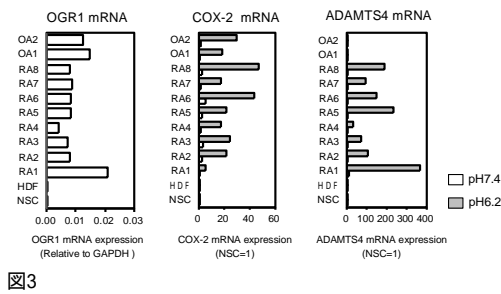 OGR1 mRNA
COX-2 mRNA
ADAMTS4 mRNA
OA2
OA1
RA8
RA7
RA6
RA5
RA4
RA3
RA2
RA1
HDF
NSC
0.00 0.01 0.02 0.03
OGR1 mRNA expression
(Relative to GAPDH )
OA2
OA1
RA8
RA7
RA6
RA5
RA4
RA3
RA2
RA1
HDF
NSC
0 20 40 60
COX-2 mRNA expression
(NSC=1)
OA2
OA1
RA8
RA7
RA6
RA5
RA4
RA3
RA2
RA1
HDF
NSC
0 100 200 300 400
ADAMTS4 mRNA expression
(NSC=1)
pH7.4
pH6.2
図3